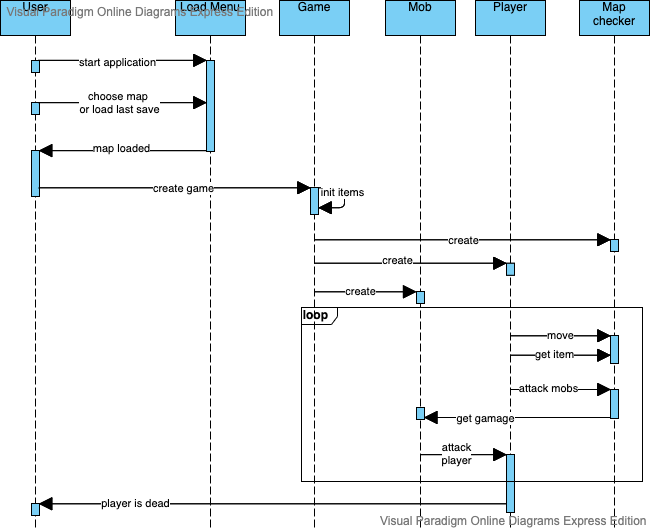 User
Load Menu
Game
Mob
Player
Map
checker
Visual Paradigm Online Diagrams Express Edition
start application
choose map
or load last save
map loaded
create game
init items
create
create
create
loop
move
get item
attack mobs
get gamage
attack
player
player is dead
Visual Paradigm Online Diagrams Express Edition